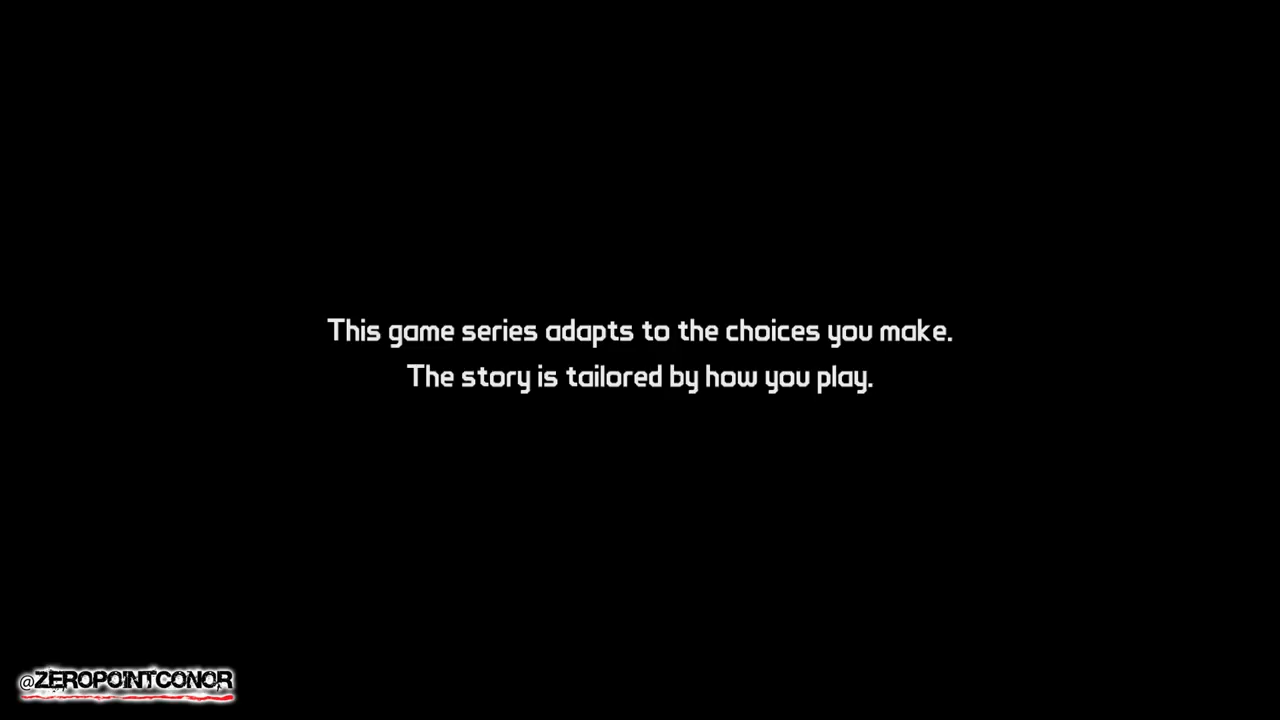 This game series adapts to the choices you make.
The story is tailored by how you play.
@ZEROPOINTCONOR